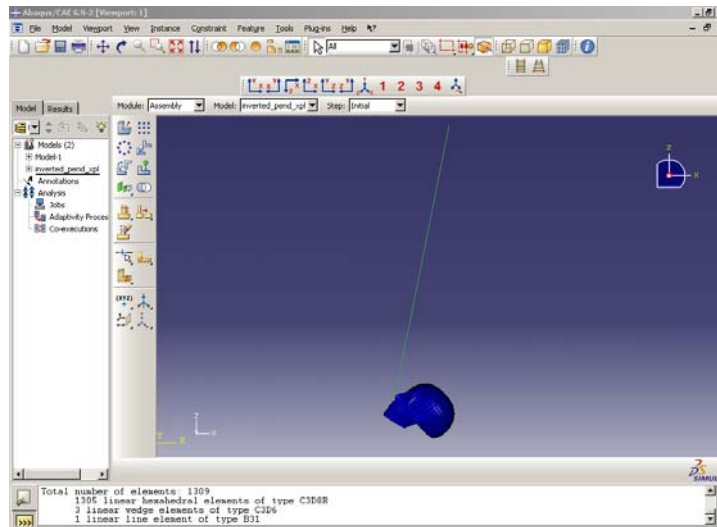 Abaqus/CAE 6.9-2 [Viewport: 1]
File Model Viewport View Instance Constraint Feature Tools Plug-ins Help
All
1 2 3 4
Model Results Module: Assembly Model: inverted_pend_xpl Step: Initial
Models (2)
Model-1
inverted_pend_xpl
Annotations
Analysis
Jobs
Adaptivity Proces
Co-executions
(XYZ)
Z
X
Total number of elements: 1309
1305 linear hexahedral elements of type C3D8R
3 linear wedge elements of type C3D6
1 linear line element of type B31
>>>